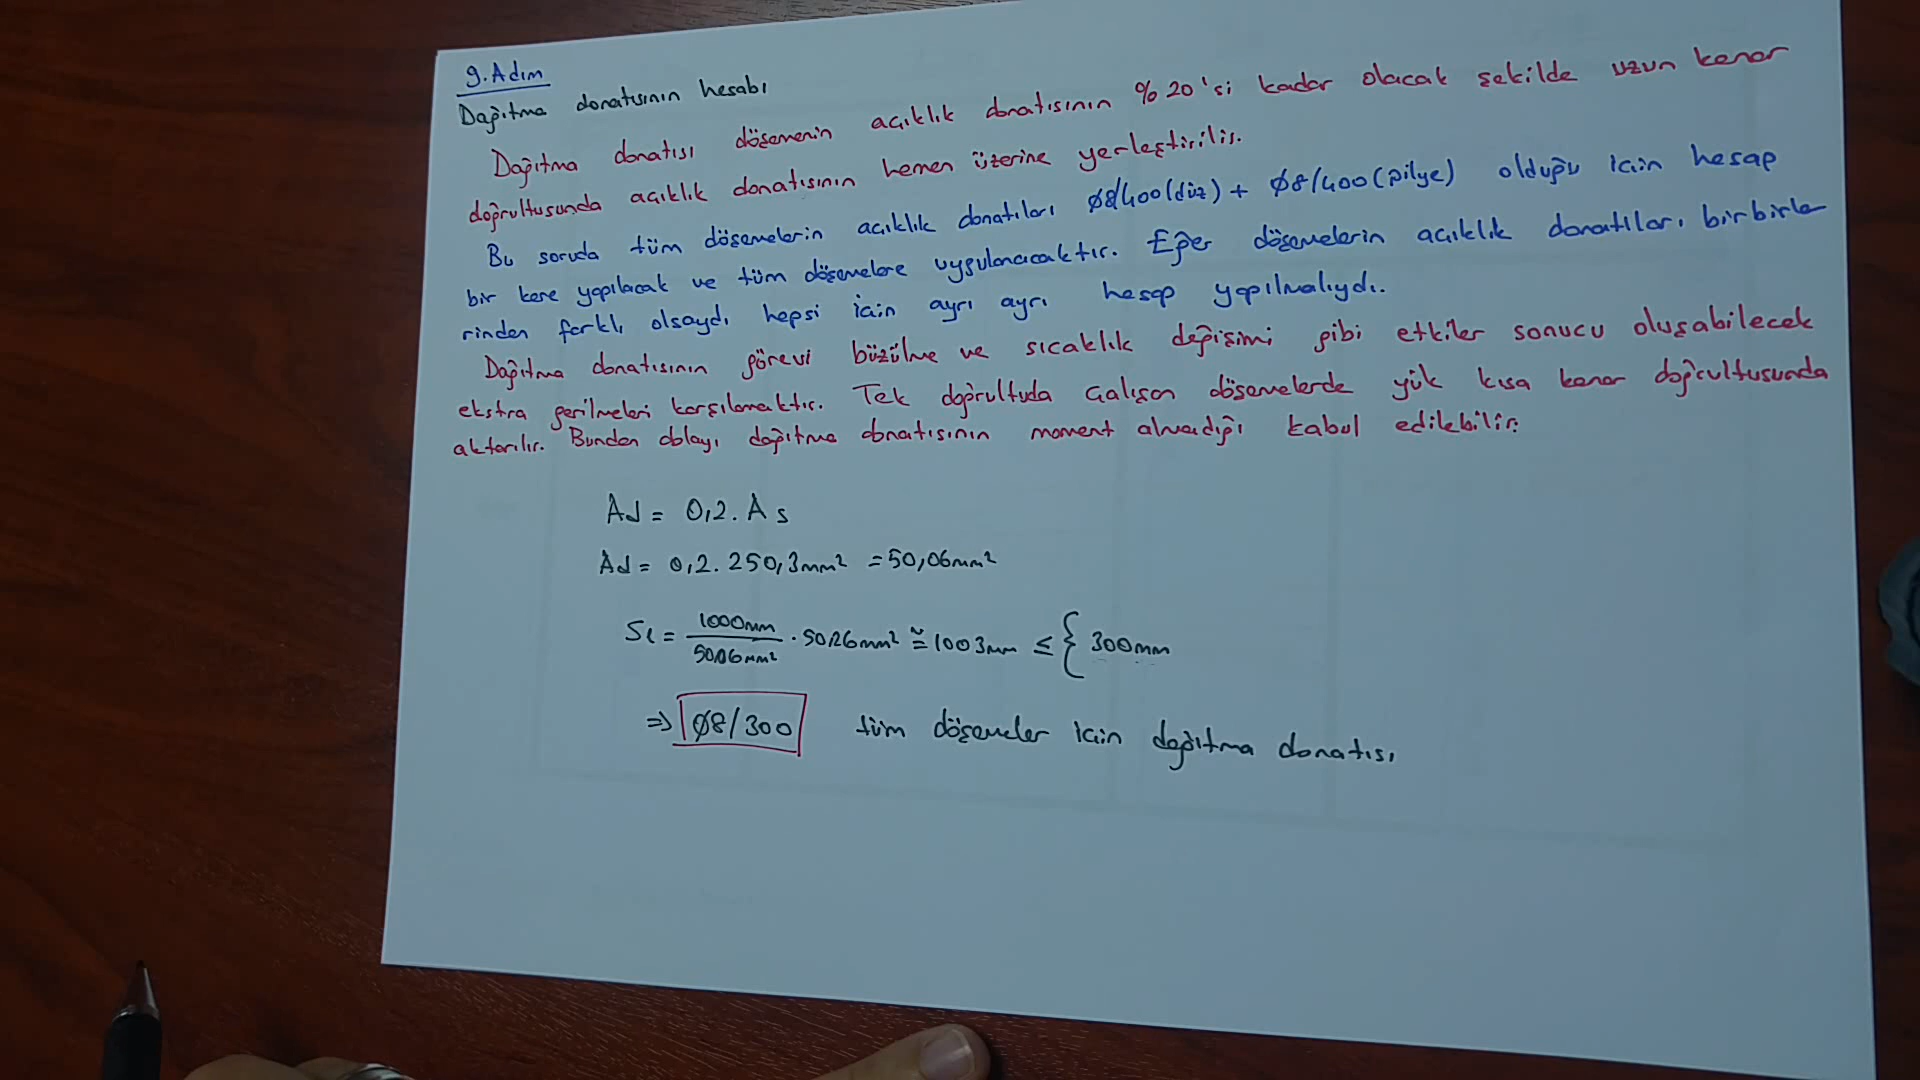 9.Adım
Dağıtma donatısının hesabı
Dağıtma donatısı döşemenin açıklık donatısının %20'si kadar olacak şekilde uzun kenar
doğrultusunda açıklık donatısının hemen üzerine yerleştirilir.
Bu soruda tüm döşemelerin açıklık donatıları Ø8/400(düz) + Ø8/400(pilye) olduğu için hesap
bir kere yapılacak ve tüm döşemelere uygulanacaktır. Eğer döşemelerin açıklık donatıları birbirle
rinden farklı olsaydı hepsi için ayrı ayrı hesap yapılmalıydı.
Dağıtma donatısının görevi büzülme ve sıcaklık değişimi gibi etkiler sonucu oluşabilecek
ekstra gerilmeleri karşılamaktır. Tek doğrultuda çalışan döşemelerde yük kısa kenar doğrultusunda
aktarılır. Bundan dolayı dağıtma donatısının moment almadığı kabul edilebilir.
Ad = 0,2. As
Ad = 0,2. 250,3mm² = 50,06mm²
Sl = 1000mm / 50,06mm² . 50,26mm² ≅ 1003mm ≤ { 300mm
⇒ Ø8/300 tüm döşemeler için dağıtma donatısı